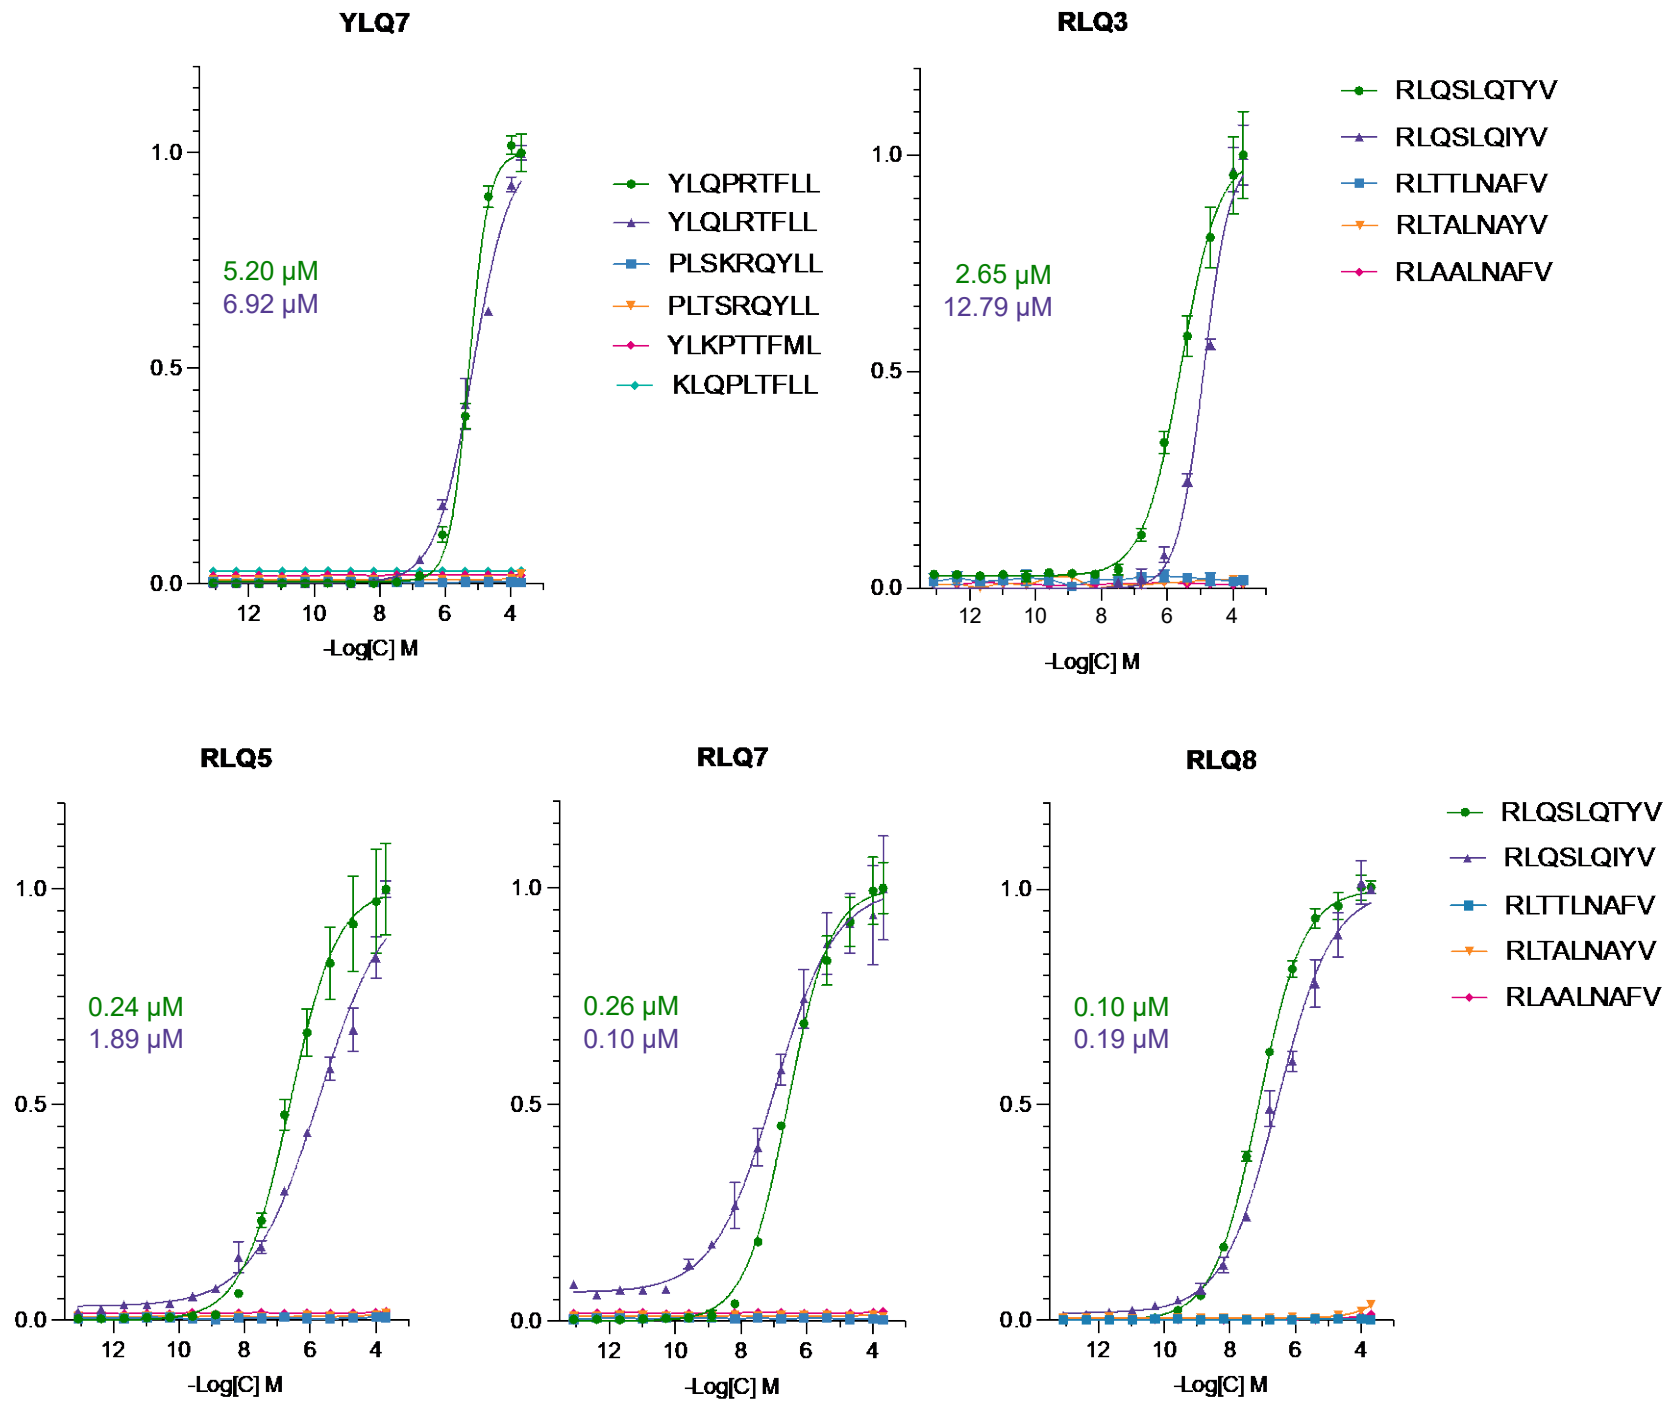 YLQ7
1.0
0.5
0.0
12 10 8 6 4
-Log[C] M
5.20 µM
6.92 µM
YLQPRTFLL
YLQLRTFLL
PLSKRQYLL
PLTSRQYLL
YLKPTTFML
KLQPLTFLL
RLQ3
1.0
0.5
0.0
12 10 8 6 4
-Log[C] M
2.65 µM
12.79 µM
RLQSLQTYV
RLQSLQIYV
RLTTLNAFV
RLTALNAYV
RLAALNAFV
RLQ5
1.0
0.5
0.0
12 10 8 6 4
-Log[C] M
0.24 µM
1.89 µM
RLQ7
1.0
0.5
0.0
12 10 8 6 4
-Log[C] M
0.26 µM
0.10 µM
RLQ8
1.0
0.5
0.0
12 10 8 6 4
-Log[C] M
0.10 µM
0.19 µM
RLQSLQTYV
RLQSLQIYV
RLTTLNAFV
RLTALNAYV
RLAALNAFV